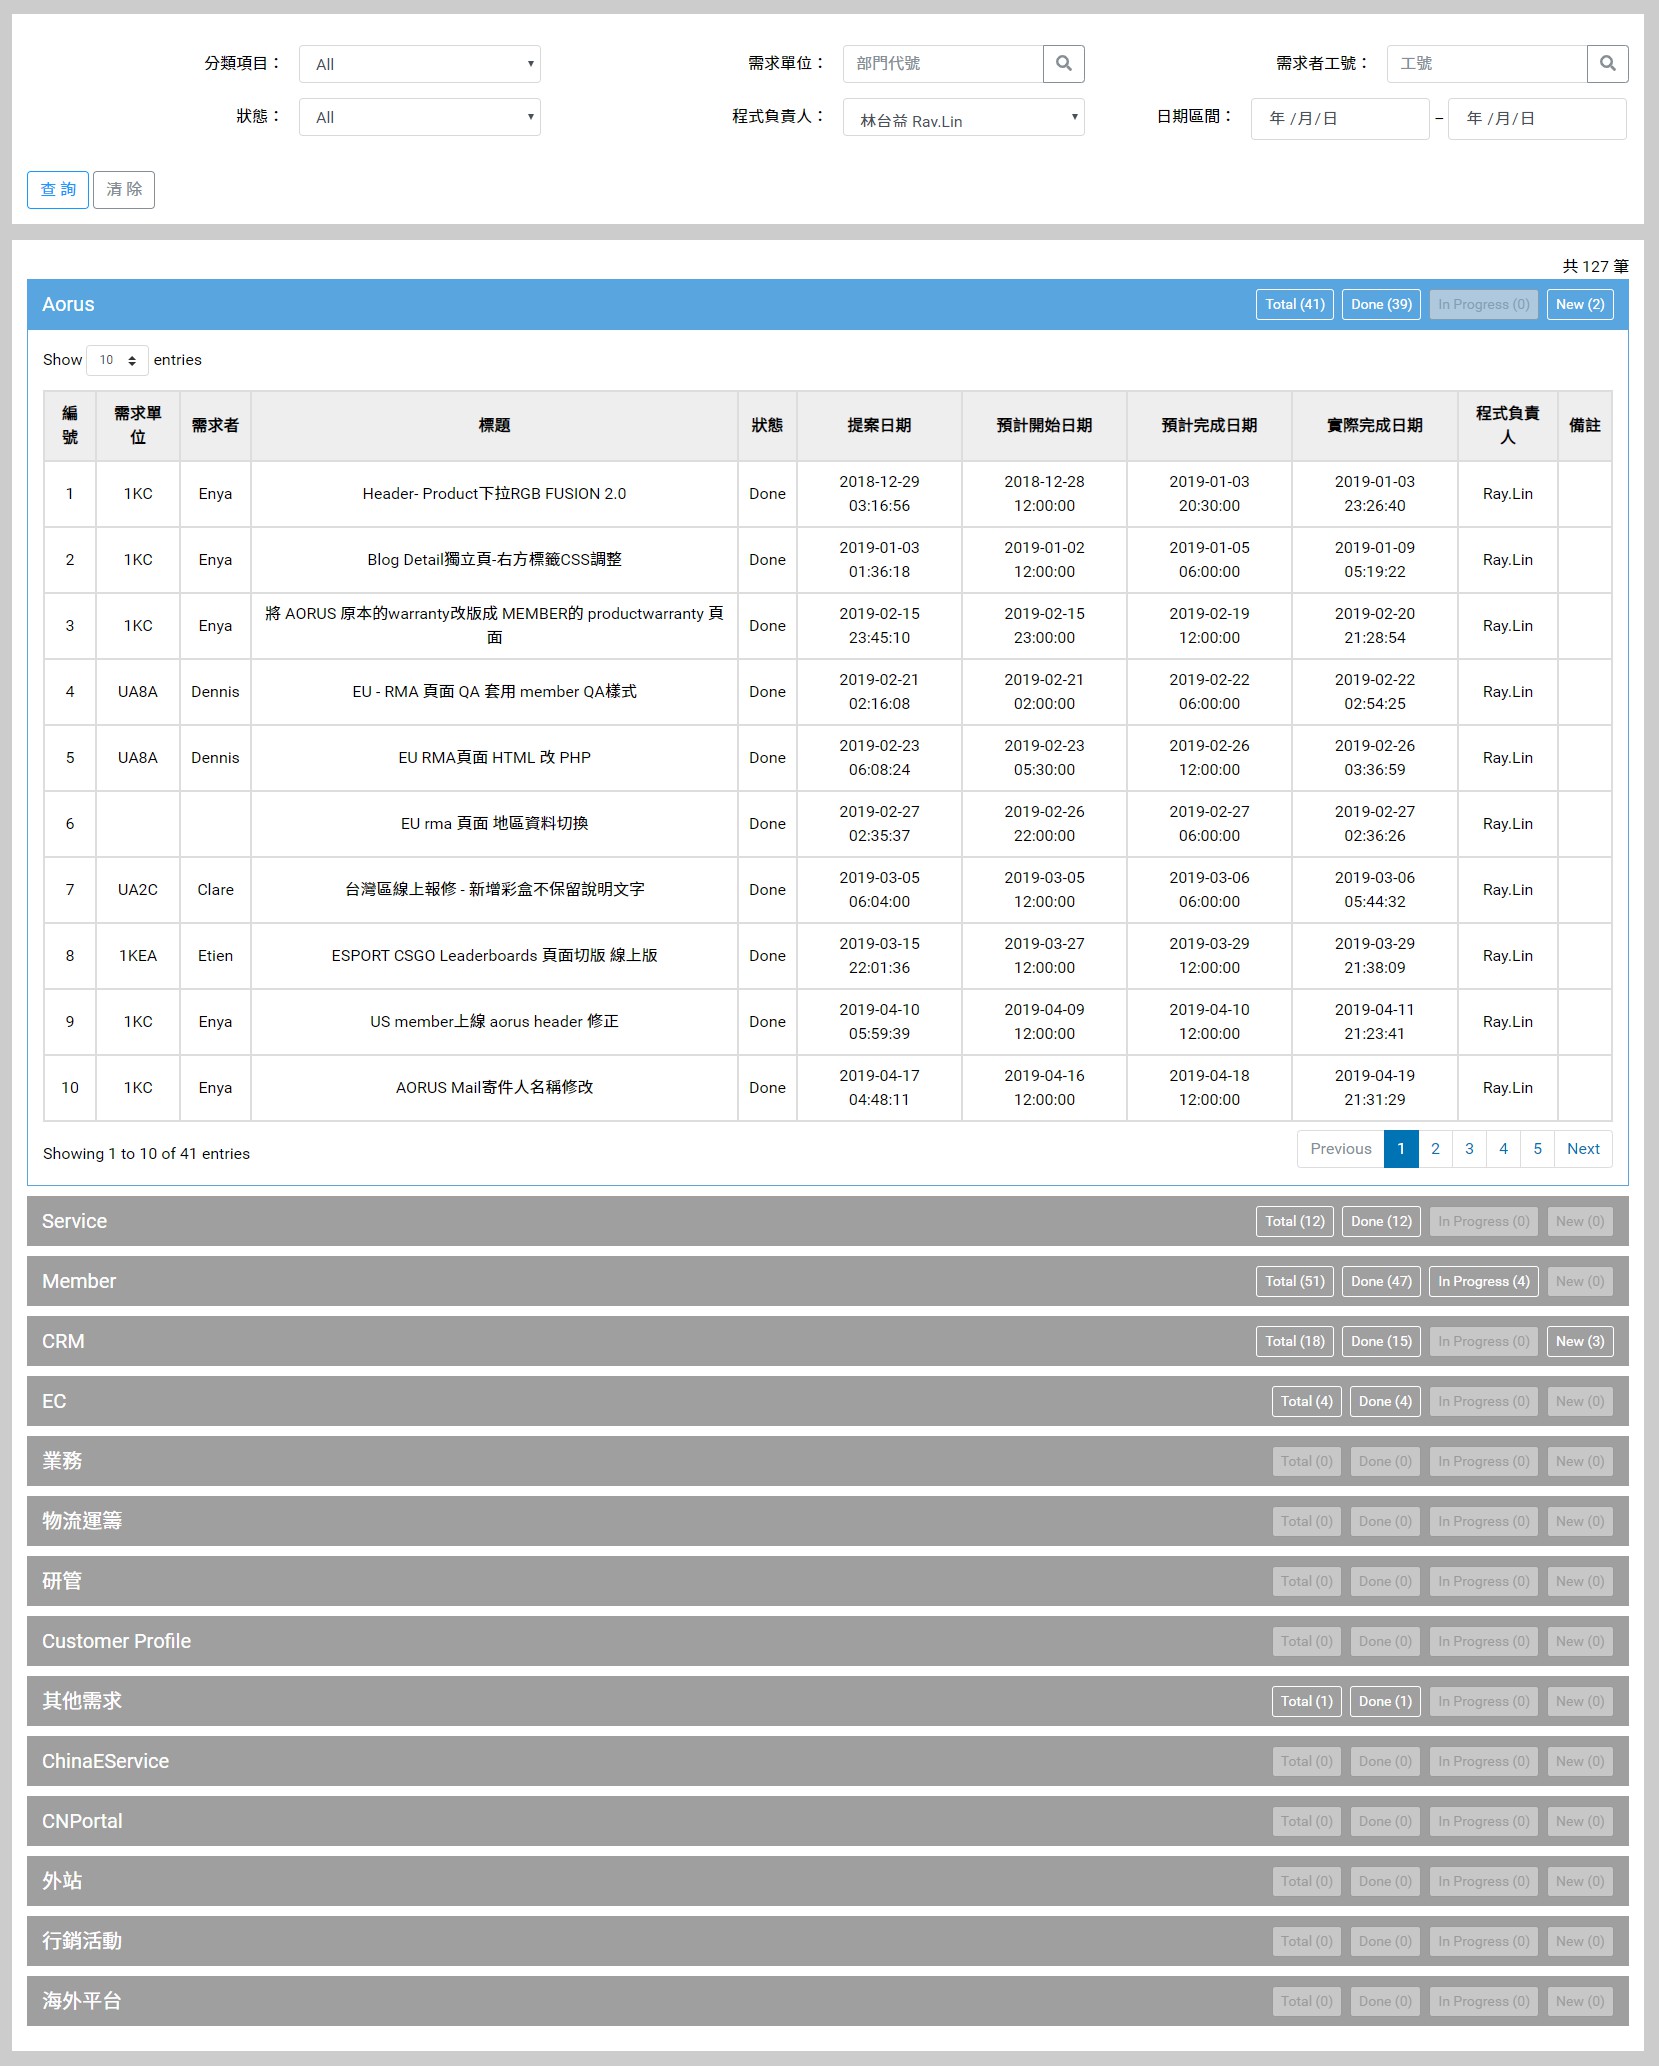 分類項目： All 需求單位： 部門代號 需求者工號： 工號
狀態： All 程式負責人： 林台益 Ray.Lin 日期區間： 年 /月/日 – 年 /月/日
查 詢 清 除
共 127 筆
Aorus Total (41) Done (39) In Progress (0) New (2)
Show 10 entries
編號 需求單位 需求者 標題 狀態 提案日期 預計開始日期 預計完成日期 實際完成日期 程式負責人 備註
1 1KC Enya Header- Product下拉RGB FUSION 2.0 Done 2018-12-29 03:16:56 2018-12-28 12:00:00 2019-01-03 20:30:00 2019-01-03 23:26:40 Ray.Lin
2 1KC Enya Blog Detail獨立頁-右方標籤CSS調整 Done 2019-01-03 01:36:18 2019-01-02 12:00:00 2019-01-05 06:00:00 2019-01-09 05:19:22 Ray.Lin
3 1KC Enya 將 AORUS 原本的warranty改版成 MEMBER的 productwarranty 頁面 Done 2019-02-15 23:45:10 2019-02-15 23:00:00 2019-02-19 12:00:00 2019-02-20 21:28:54 Ray.Lin
4 UA8A Dennis EU - RMA 頁面 QA 套用 member QA樣式 Done 2019-02-21 02:16:08 2019-02-21 02:00:00 2019-02-22 06:00:00 2019-02-22 02:54:25 Ray.Lin
5 UA8A Dennis EU RMA頁面 HTML 改 PHP Done 2019-02-23 06:08:24 2019-02-23 05:30:00 2019-02-26 12:00:00 2019-02-26 03:36:59 Ray.Lin
6 EU rma 頁面 地區資料切換 Done 2019-02-27 02:35:37 2019-02-26 22:00:00 2019-02-27 06:00:00 2019-02-27 02:36:26 Ray.Lin
7 UA2C Clare 台灣區線上報修 - 新增彩盒不保留說明文字 Done 2019-03-05 06:04:00 2019-03-05 12:00:00 2019-03-06 06:00:00 2019-03-06 05:44:32 Ray.Lin
8 1KEA Etien ESPORT CSGO Leaderboards 頁面切版 線上版 Done 2019-03-15 22:01:36 2019-03-27 12:00:00 2019-03-29 12:00:00 2019-03-29 21:38:09 Ray.Lin
9 1KC Enya US member上線 aorus header 修正 Done 2019-04-10 05:59:39 2019-04-09 12:00:00 2019-04-10 12:00:00 2019-04-11 21:23:41 Ray.Lin
10 1KC Enya AORUS Mail寄件人名稱修改 Done 2019-04-17 04:48:11 2019-04-16 12:00:00 2019-04-18 12:00:00 2019-04-19 21:31:29 Ray.Lin
Showing 1 to 10 of 41 entries Previous 1 2 3 4 5 Next
Service Total (12) Done (12) In Progress (0) New (0)
Member Total (51) Done (47) In Progress (4) New (0)
CRM Total (18) Done (15) In Progress (0) New (3)
EC Total (4) Done (4) In Progress (0) New (0)
業務 Total (0) Done (0) In Progress (0) New (0)
物流運籌 Total (0) Done (0) In Progress (0) New (0)
研管 Total (0) Done (0) In Progress (0) New (0)
Customer Profile Total (0) Done (0) In Progress (0) New (0)
其他需求 Total (1) Done (1) In Progress (0) New (0)
ChinaEService Total (0) Done (0) In Progress (0) New (0)
CNPortal Total (0) Done (0) In Progress (0) New (0)
外站 Total (0) Done (0) In Progress (0) New (0)
行銷活動 Total (0) Done (0) In Progress (0) New (0)
海外平台 Total (0) Done (0) In Progress (0) New (0)